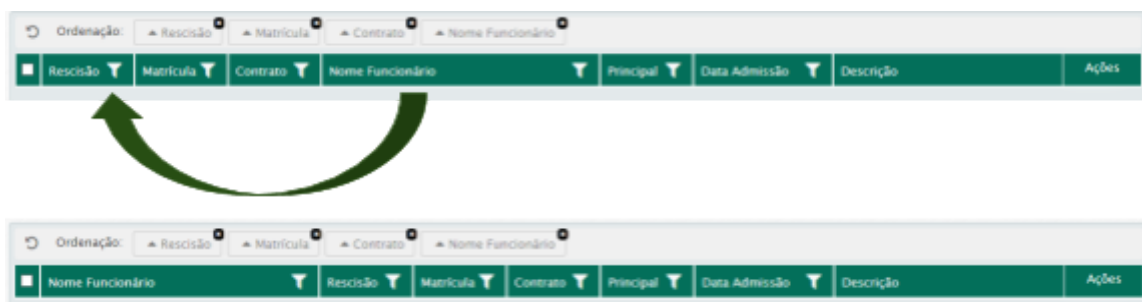 Ordenação: Rescisão Matrícula Contrato Nome Funcionário
Rescisão Matrícula Contrato Nome Funcionário Principal Data Admissão Descrição Ações
Ordenação: Rescisão Matrícula Contrato Nome Funcionário
Nome Funcionário Rescisão Matrícula Contrato Principal Data Admissão Descrição Ações